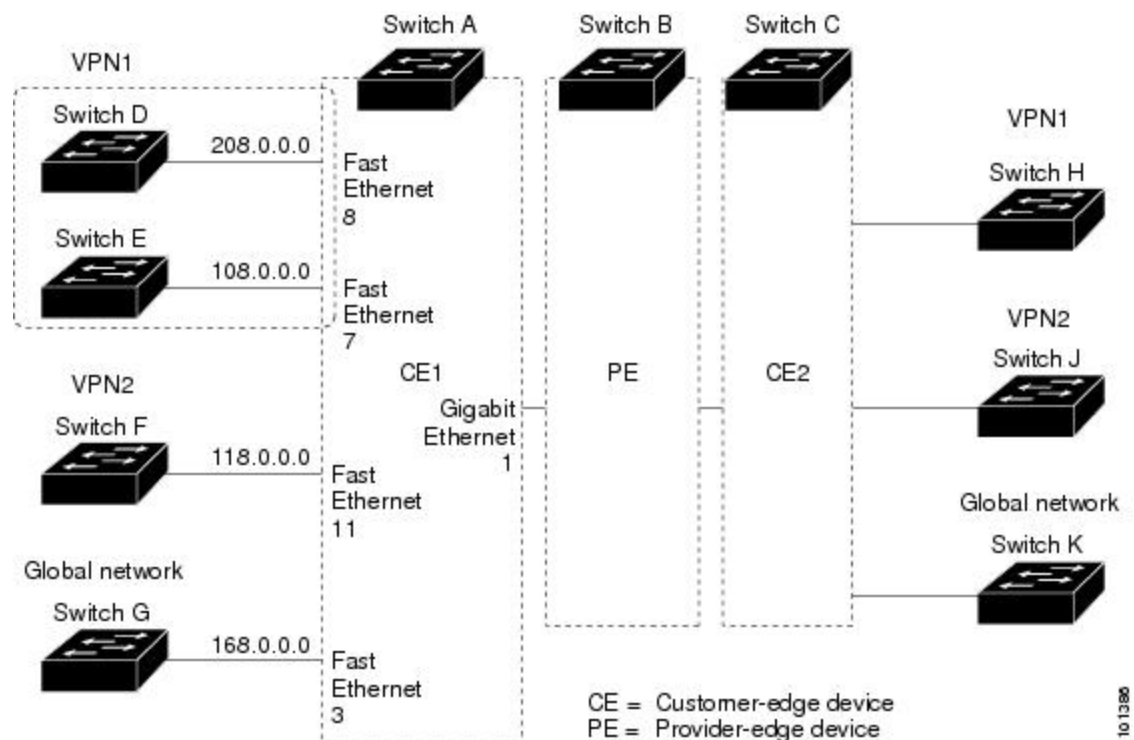 Switch A
Switch B
Switch C
VPN1
Switch D
208.0.0.0
Fast
Ethernet
8
Switch E
108.0.0.0
Fast
Ethernet
7
VPN2
Switch F
118.0.0.0
Fast
Ethernet
11
Global network
Switch G
168.0.0.0
Fast
Ethernet
3
CE1
Gigabit
Ethernet
1
PE
CE2
VPN1
Switch H
VPN2
Switch J
Global network
Switch K
CE = Customer-edge device
PE = Provider-edge device
101386